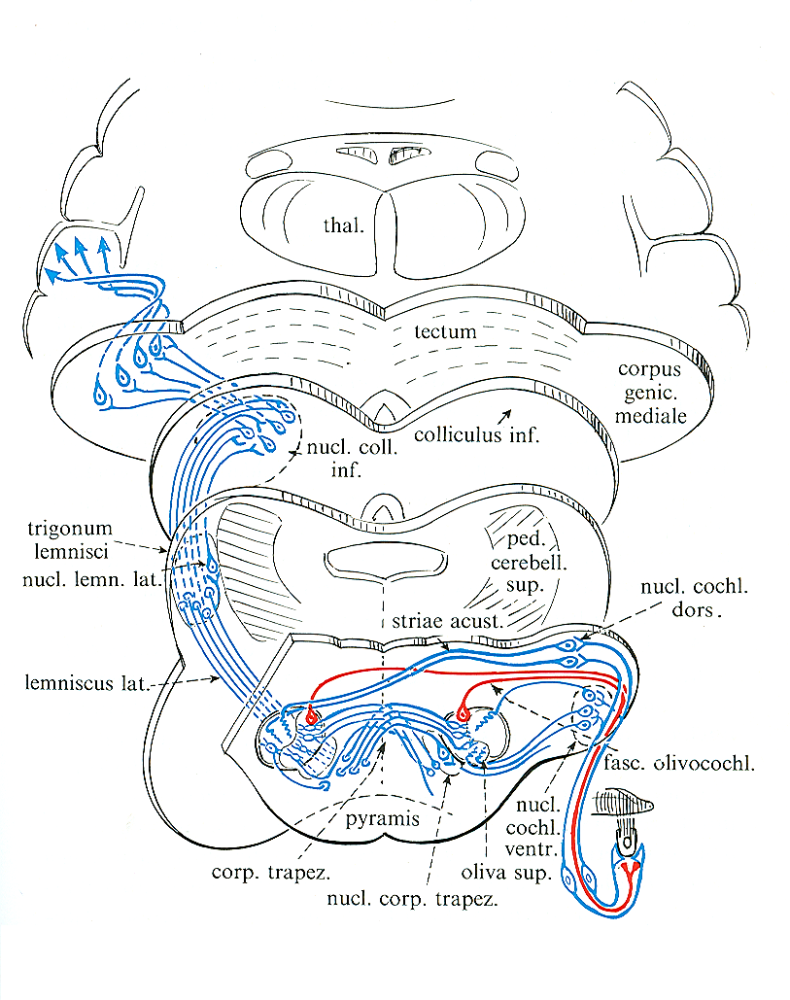 thal.
tectum
corpus
genic.
mediale
colliculus inf.
nucl. coll.
inf.
trigonum
lemnisci
nucl. lemn. lat.
ped.
cerebell.
sup.
nucl. cochl.
dors.
striae acust.
lemniscus lat.
fasc. olivocochl.
pyramis
nucl.
cochl.
ventr.
corp. trapez.
oliva sup.
nucl. corp. trapez.